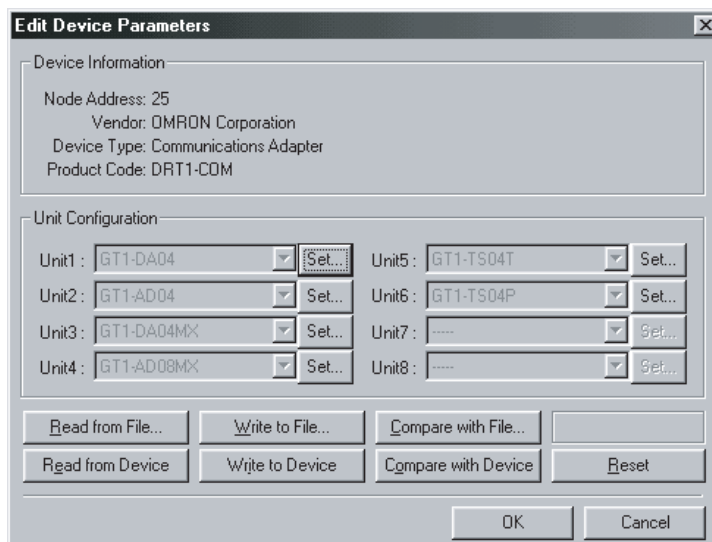 Edit Device Parameters
Device Information
Node Address: 25
Vendor: OMRON Corporation
Device Type: Communications Adapter
Product Code: DRT1-COM
Unit Configuration
Unit1 : GT1-DA04 Set... Unit5 : GT1-TS04T Set...
Unit2 : GT1-AD04 Set... Unit6 : GT1-TS04P Set...
Unit3 : GT1-DA04MX Set... Unit7 : ----- Set...
Unit4 : GT1-AD08MX Set... Unit8 : ----- Set...
Read from File... Write to File... Compare with File...
Read from Device Write to Device Compare with Device Reset
OK Cancel